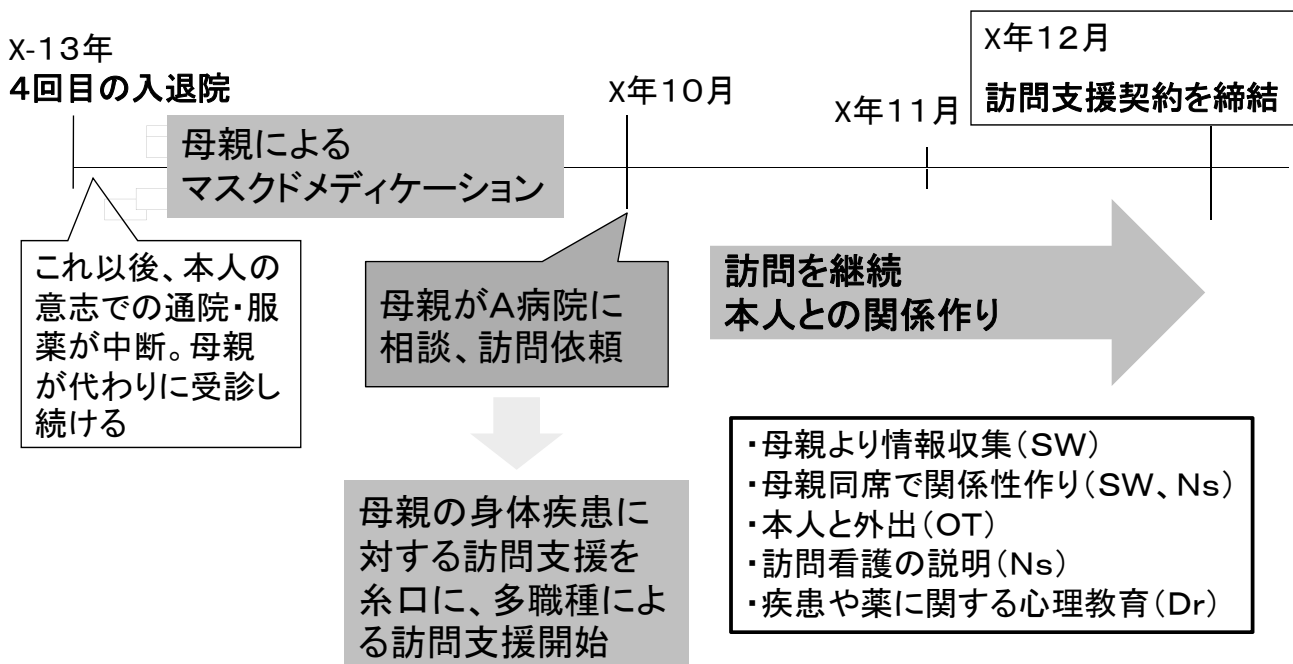 X-13年
4回目の入退院
X年10月
X年11月
X年12月
訪問支援契約を締結
母親による
マスクドメディケーション
これ以後、本人の
意志での通院・服
薬が中断。母親
が代わりに受診し
続ける
母親がA病院に
相談、訪問依頼
訪問を継続
本人との関係作り
母親の身体疾患に
対する訪問支援を
糸口に、多職種によ
る訪問支援開始
・母親より情報収集(SW)
・母親同席で関係性作り(SW、Ns)
・本人と外出(OT)
・訪問看護の説明(Ns)
・疾患や薬に関する心理教育(Dr)